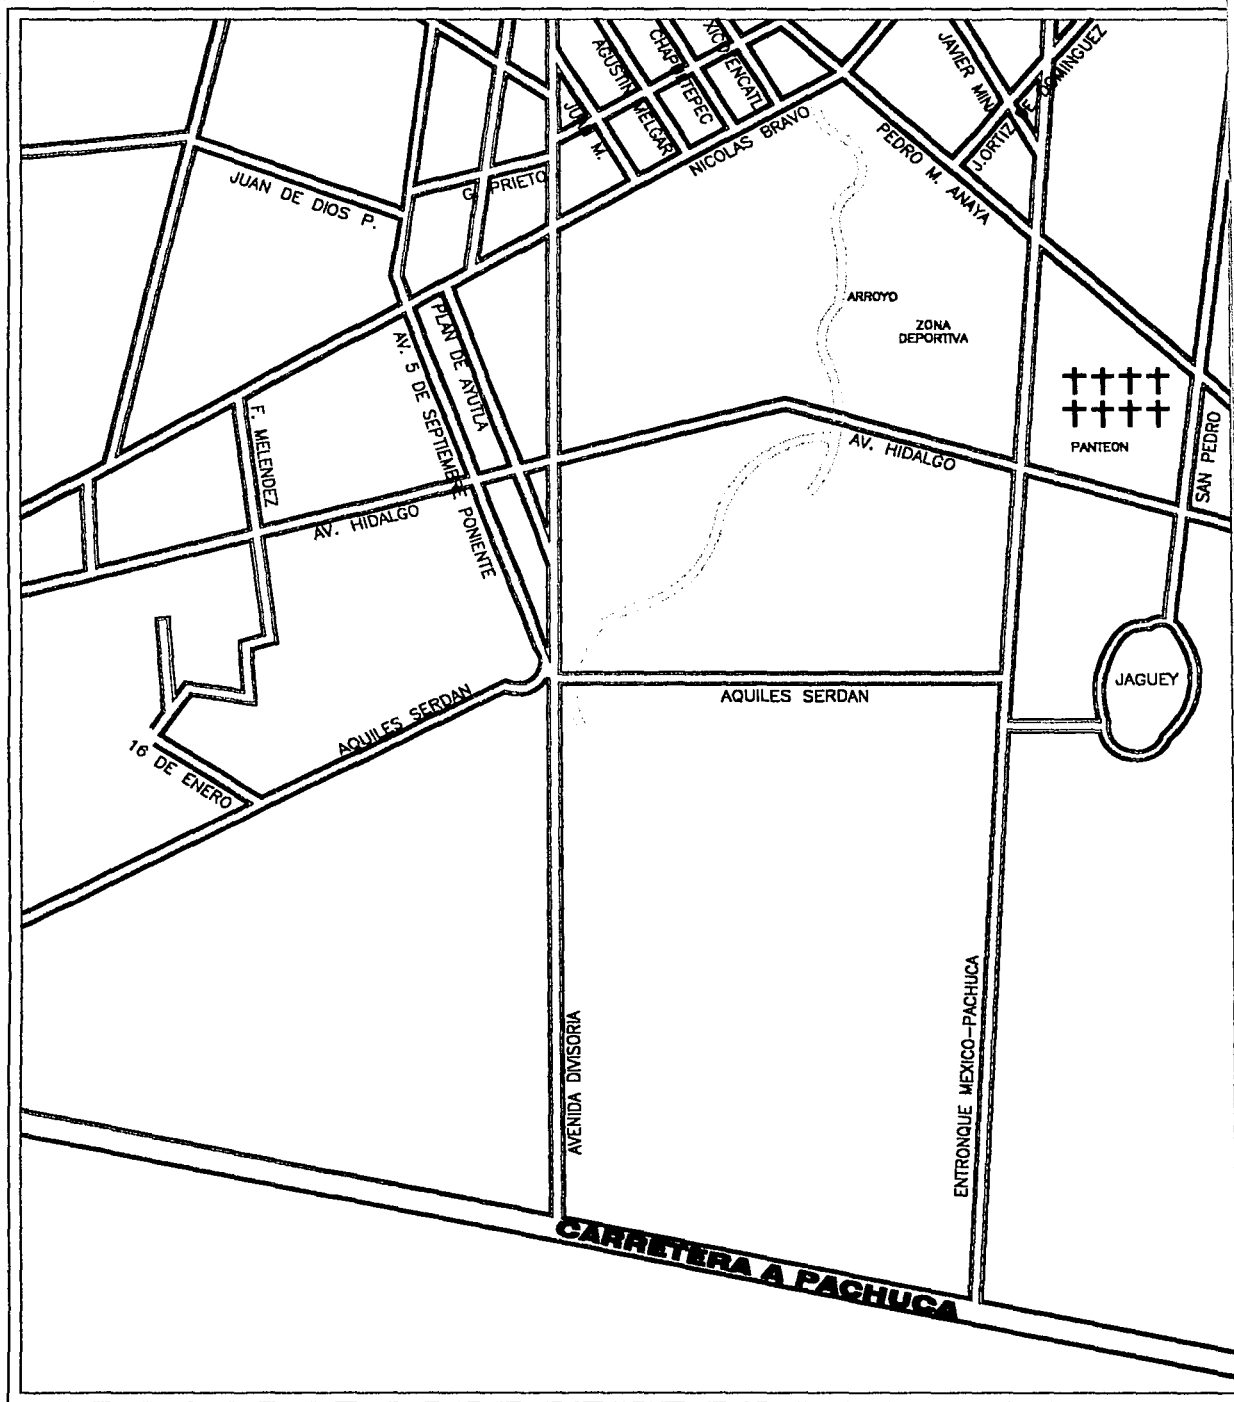 AGUSTIN MELGAR
CHAPULTEPEC
XICOTENCATL
JAVIER MINA
J.ORTIZ DE DOMINGUEZ
JUAN M.
NICOLAS BRAVO
PEDRO M. ANAYA
JUAN DE DIOS P.
G. PRIETO
ARROYO
ZONA
DEPORTIVA
PLAN DE AYUTLA
AV. 5 DE SEPTIEMBRE PONIENTE
F. MELENDEZ
AV. HIDALGO
AV. HIDALGO
PANTEON
SAN PEDRO
JAGUEY
AQUILES SERDAN
AQUILES SERDAN
16 DE ENERO
AVENIDA DIVISORIA
ENTRONQUE MEXICO-PACHUCA
CARRETERA A PACHUCA